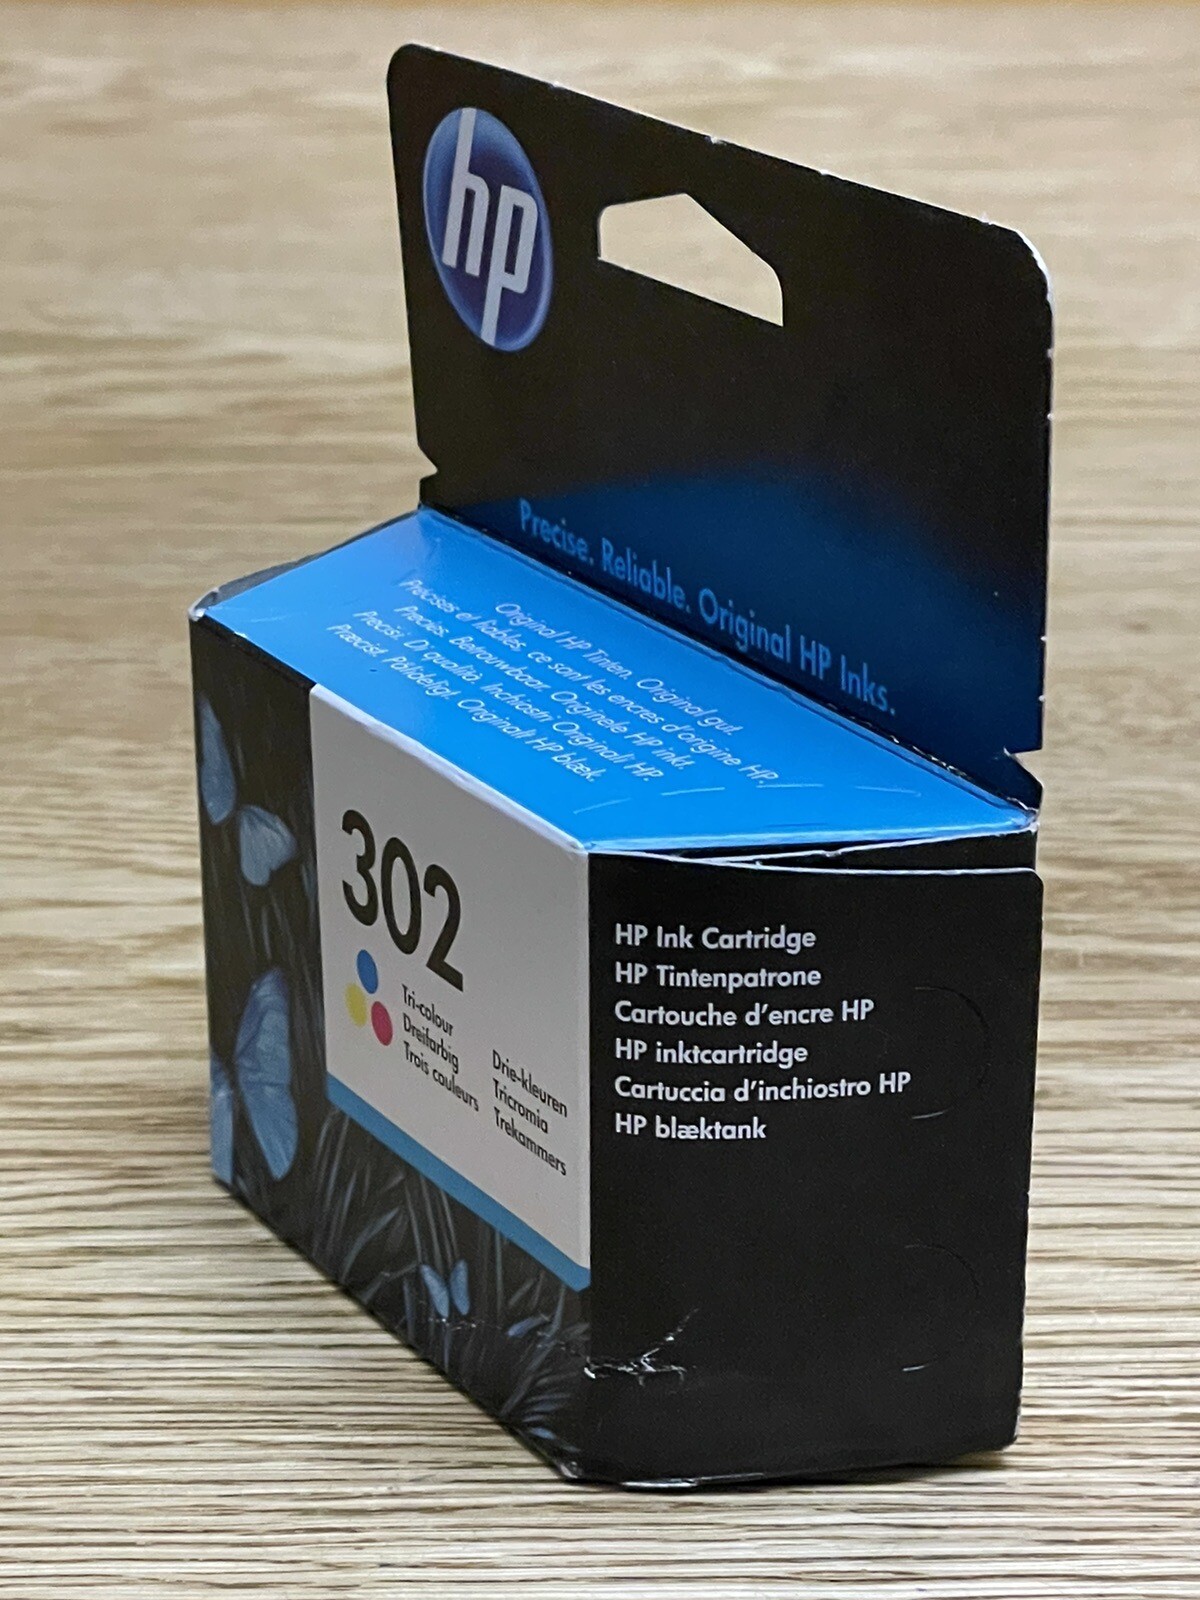 hp
Precise. Reliable. Original HP Inks.
Original HP Tinten. Original gut.
Précises et fiables, ce sont les encres d'origine HP.
Precies. Betrouwbaar. Originele HP inkt.
Precisi. Di qualità. Inchiostri Originali HP.
Præcist. Pålideligt. Originalt HP blæk.
302
Tri-colour
Dreifarbig
Trois couleurs
Drie-kleuren
Tricromia
Trekammers
HP Ink Cartridge
HP Tintenpatrone
Cartouche d'encre HP
HP inktcartridge
Cartuccia d'inchiostro HP
HP blæktank